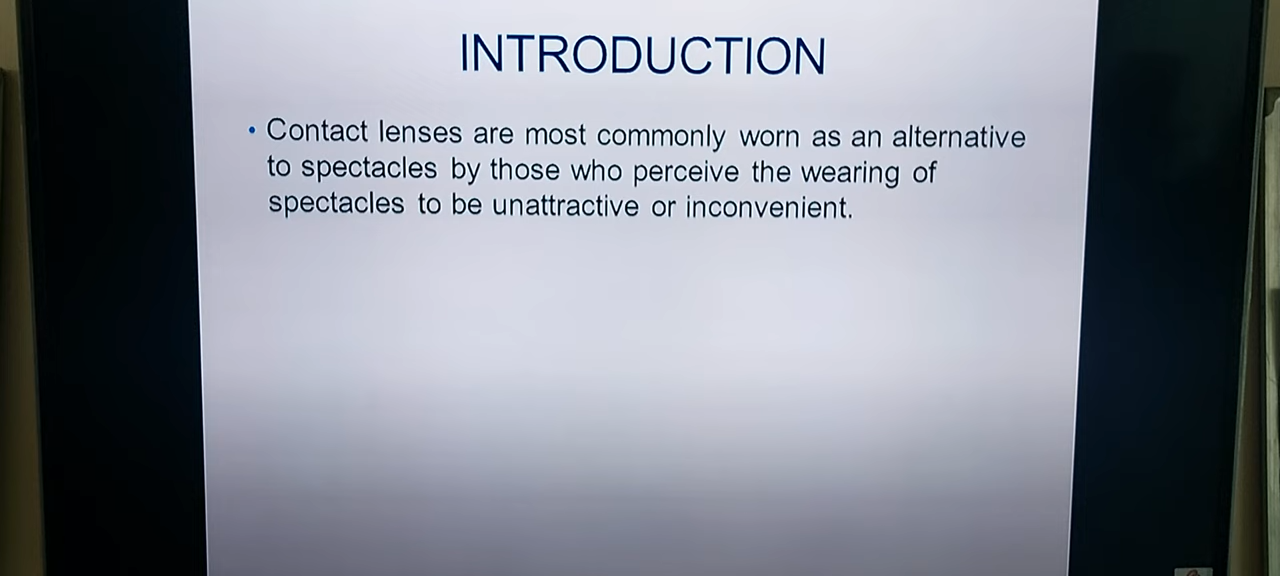 INTRODUCTION
• Contact lenses are most commonly worn as an alternative
to spectacles by those who perceive the wearing of
spectacles to be unattractive or inconvenient.